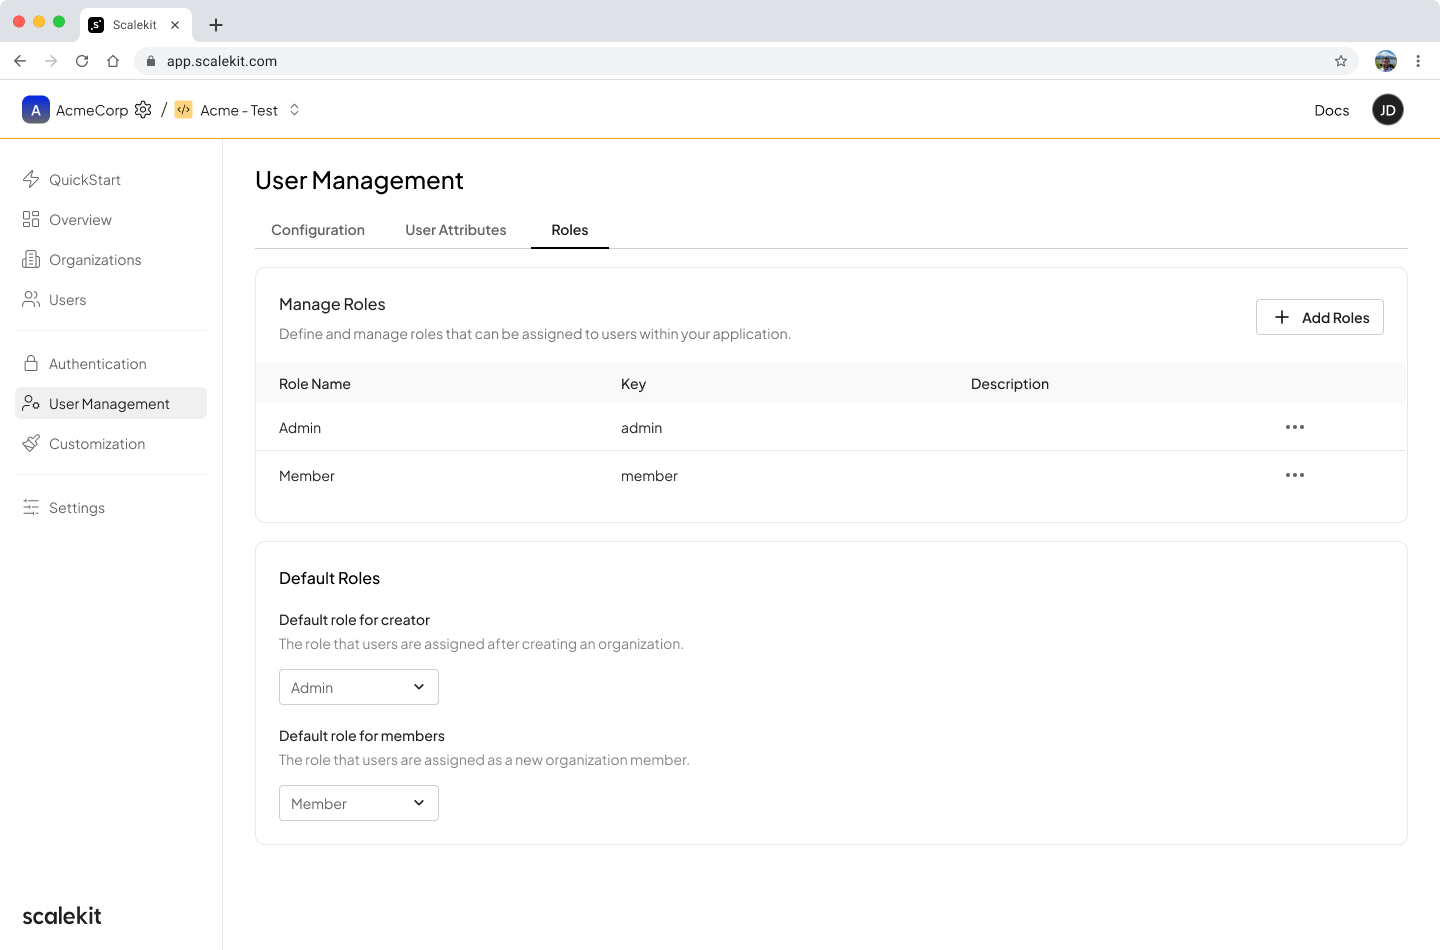 Scalekit
app.scalekit.com
A AcmeCorp / </> Acme - Test
Docs JD
QuickStart
Overview
Organizations
Users
Authentication
User Management
Customization
Settings
scalekit
User Management
Configuration User Attributes Roles
Manage Roles
Define and manage roles that can be assigned to users within your application.
Add Roles
Role Name Key Description
Admin admin
Member member
Default Roles
Default role for creator
The role that users are assigned after creating an organization.
Admin
Default role for members
The role that users are assigned as a new organization member.
Member